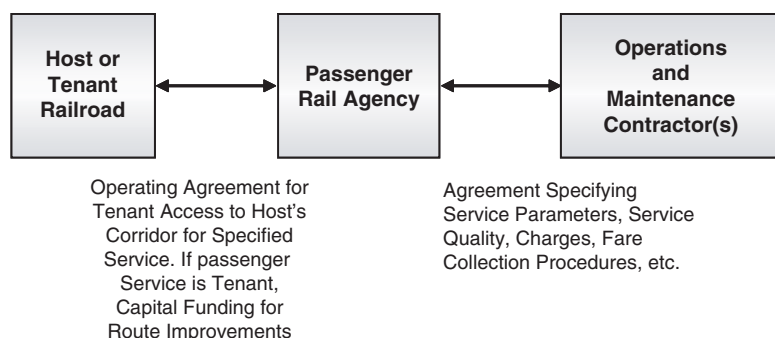 Host or
Tenant
Railroad
Passenger
Rail Agency
Operations
and
Maintenance
Contractor(s)
Operating Agreement for
Tenant Access to Host's
Corridor for Specified
Service. If passenger
Service is Tenant,
Capital Funding for
Route Improvements
Agreement Specifying
Service Parameters, Service
Quality, Charges, Fare
Collection Procedures, etc.